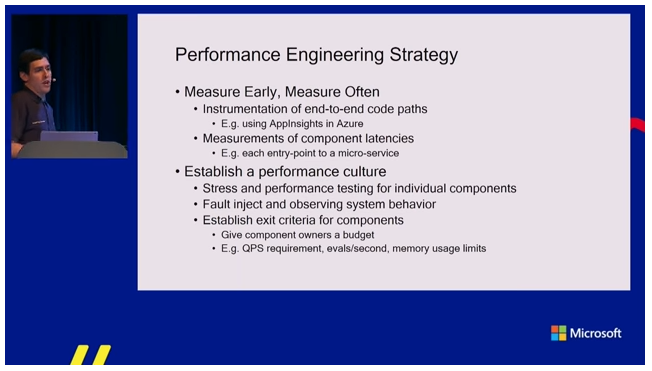 Performance Engineering Strategy
• Measure Early, Measure Often
• Instrumentation of end-to-end code paths
• E.g. using AppInsights in Azure
• Measurements of component latencies
• E.g. each entry-point to a micro-service
• Establish a performance culture
• Stress and performance testing for individual components
• Fault inject and observing system behavior
• Establish exit criteria for components
• Give component owners a budget
• E.g. QPS requirement, evals/second, memory usage limits
Microsoft